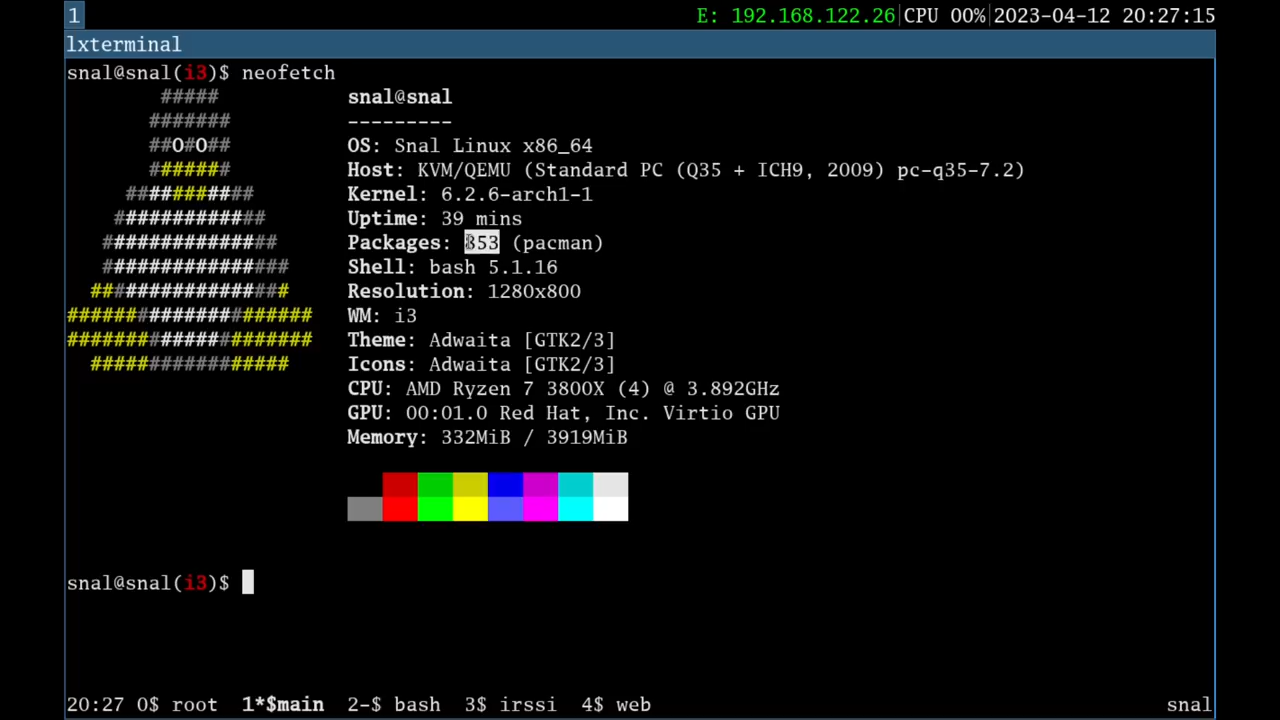 1 E: 192.168.122.26|CPU 00%|2023-04-12 20:27:15
lxterminal
snal@snal(i3)$ neofetch
#####
snal@snal
#######
---------
##O#O##
OS: Snal Linux x86_64
#######
Host: KVM/QEMU (Standard PC (Q35 + ICH9, 2009) pc-q35-7.2)
###########
Kernel: 6.2.6-arch1-1
#############
Uptime: 39 mins
###############
Packages: 853 (pacman)
################
Shell: bash 5.1.16
#################
Resolution: 1280x800
#####################
WM: i3
#####################
Theme: Adwaita [GTK2/3]
#################
Icons: Adwaita [GTK2/3]
CPU: AMD Ryzen 7 3800X (4) @ 3.892GHz
GPU: 00:01.0 Red Hat, Inc. Virtio GPU
Memory: 332MiB / 3919MiB
snal@snal(i3)$
20:27 0$ root 1*$main 2-$ bash 3$ irssi 4$ web snal